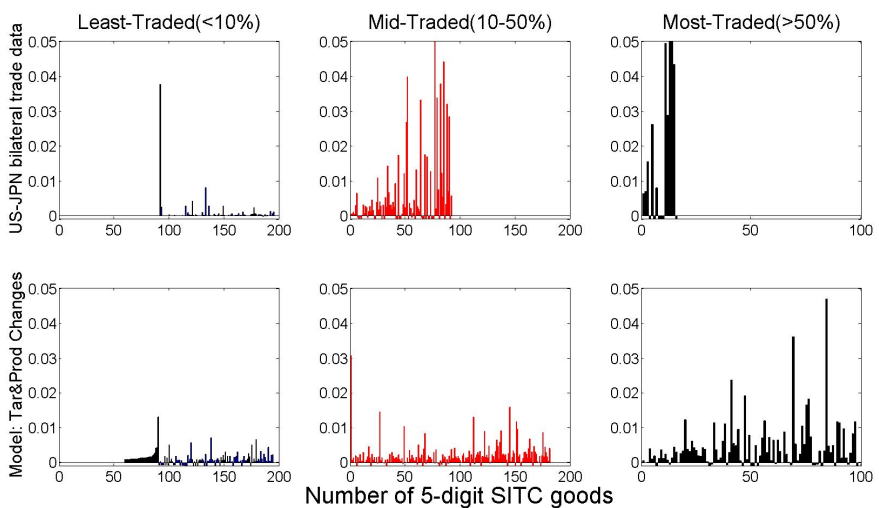 Least-Traded(<10%) Mid-Traded(10-50%) Most-Traded(>50%)
US-JPN bilateral trade data
0.05 0.05 0.05
0.04 0.04 0.04
0.03 0.03 0.03
0.02 0.02 0.02
0.01 0.01 0.01
0 0 0
0 50 100 150 200 0 50 100 150 200 0 50 100
Model: Tar&Prod Changes
0.05 0.05 0.05
0.04 0.04 0.04
0.03 0.03 0.03
0.02 0.02 0.02
0.01 0.01 0.01
0 0 0
0 50 100 150 200 0 50 100 150 200 0 50 100
Number of 5-digit SITC goods